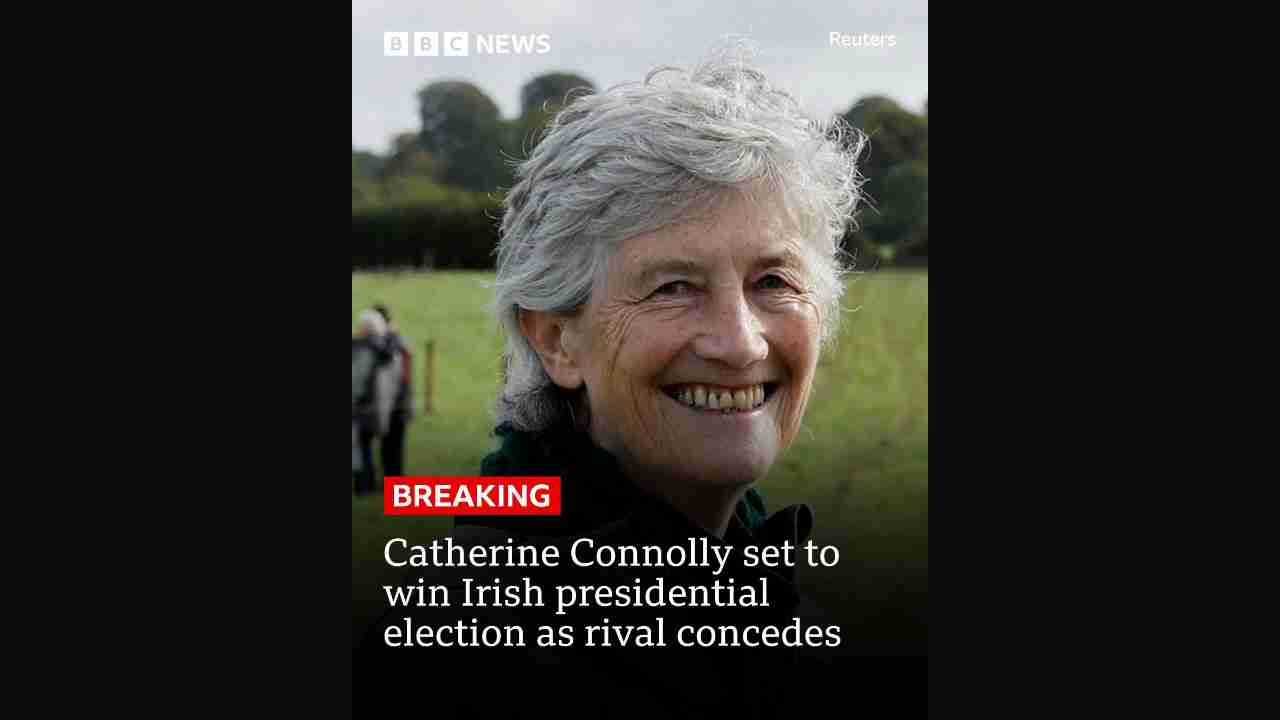 BBC NEWS
Reuters
BREAKING
Catherine Connolly set to
win Irish presidential
election as rival concedes